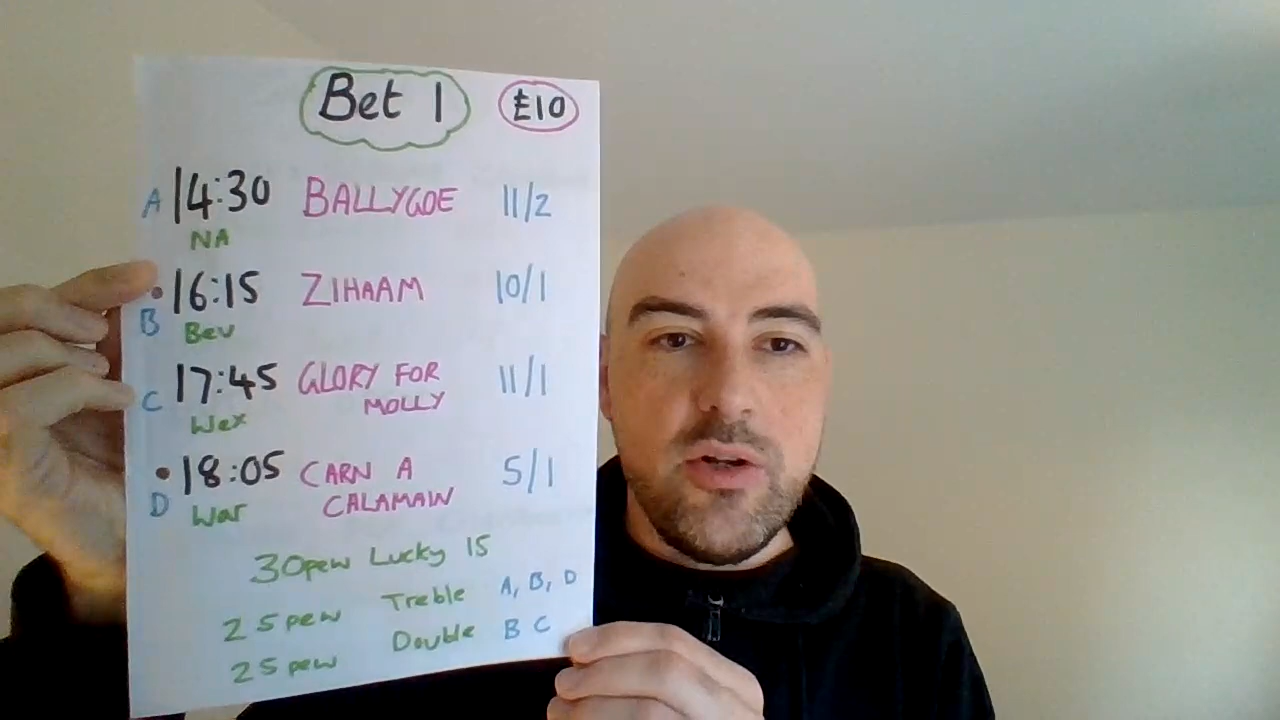 Bet 1 £10
A 14:30 BALLYGOE 11/2
NA
16:15 ZIHAAM 10/1
B Bev
17:45 GLORY FOR 11/1
C MOLLY
Wex
18:05 CARN A 5/1
D War CALAMAIN
30pew Lucky 15
25pew Treble A, B, D
25pew Double B C